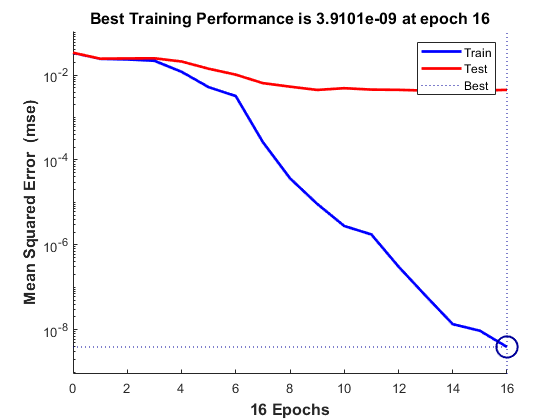 Best Training Performance is 3.9101e-09 at epoch 16
Train
Test
Best
Mean Squared Error  (mse)
10^-2
10^-4
10^-6
10^-8
0 2 4 6 8 10 12 14 16
16 Epochs